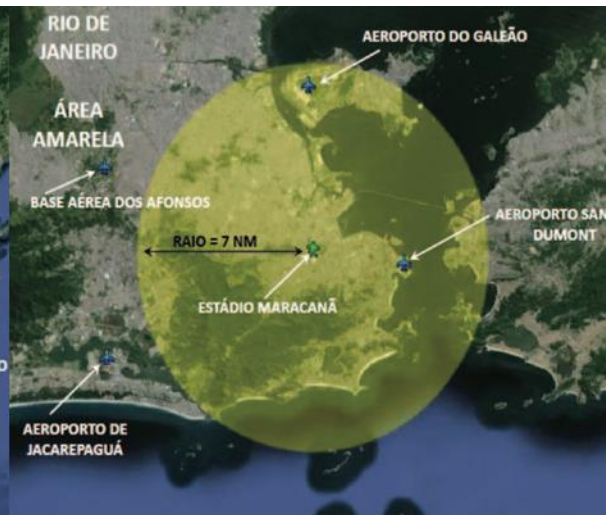 RIO DE
JANEIRO
AEROPORTO DO GALEÃO
ÁREA
AMARELA
BASE AÉREA DOS AFONSOS
AEROPORTO SAN
DUMONT
RAIO = 7 NM
ESTÁDIO MARACANÃ
AEROPORTO DE
JACAREPAGUÁ